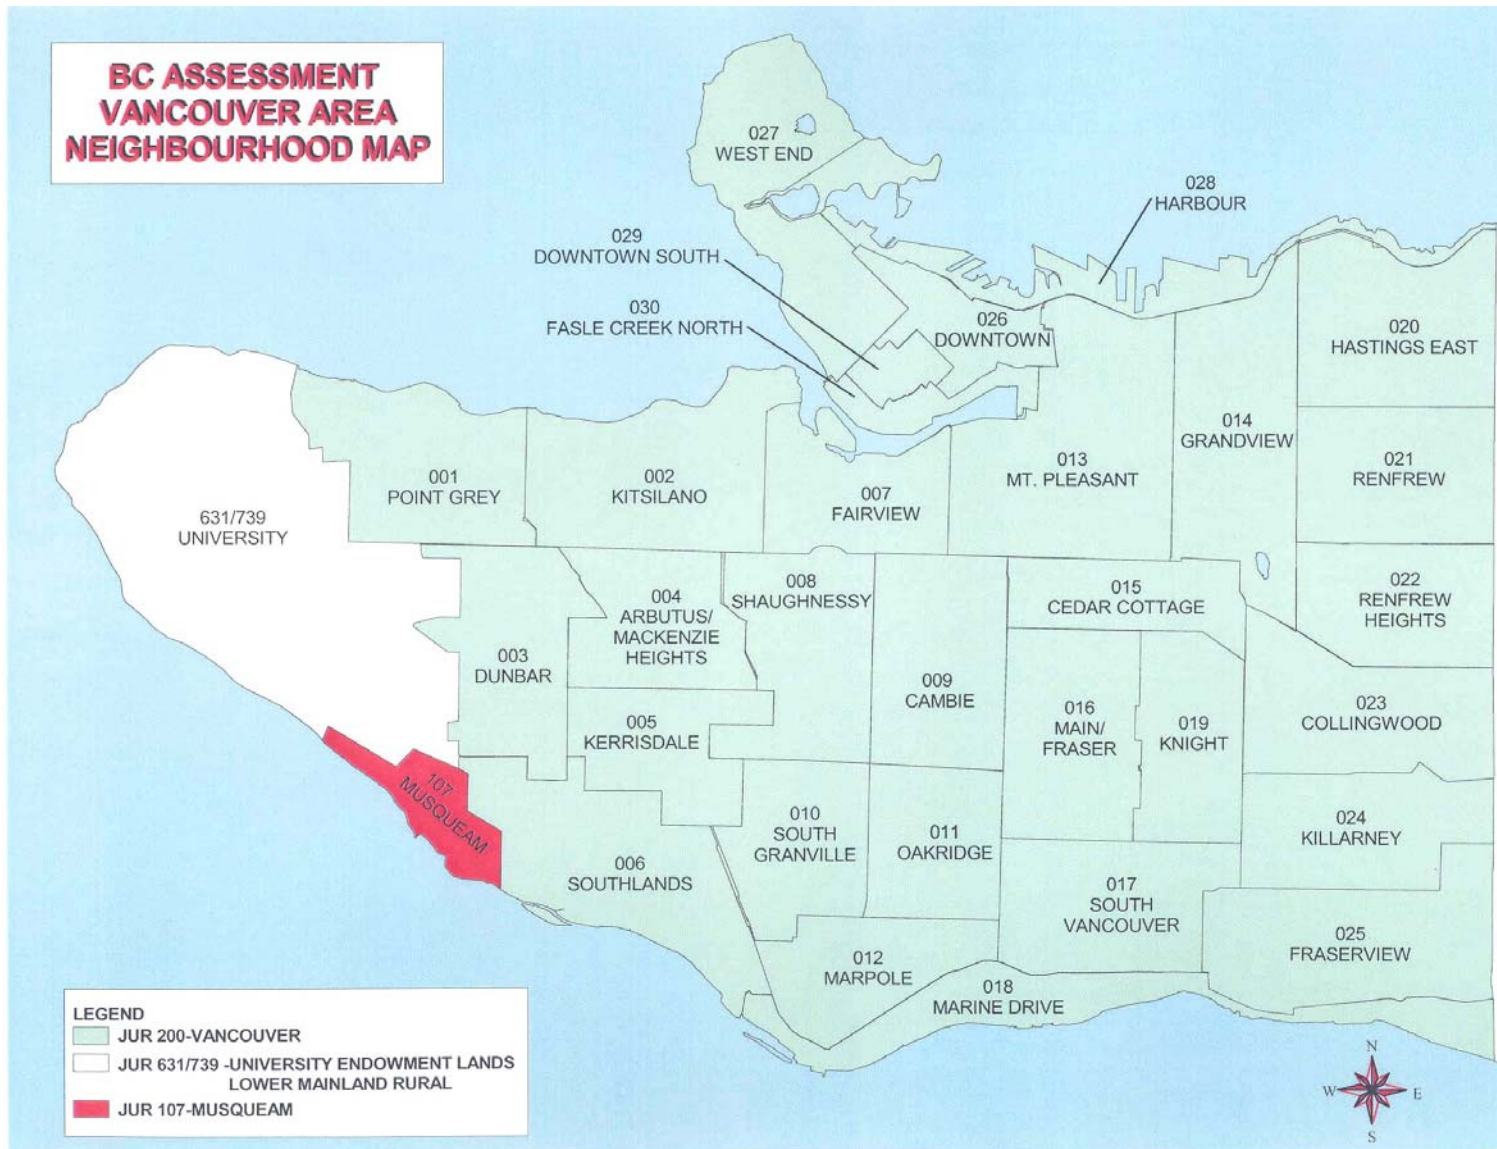 BC ASSESSMENT
VANCOUVER AREA
NEIGHBOURHOOD MAP
027
WEST END
028
HARBOUR
029
DOWNTOWN SOUTH
030
FASLE CREEK NORTH
026
DOWNTOWN
020
HASTINGS EAST
014
GRANDVIEW
021
RENFREW
001
POINT GREY
002
KITSILANO
007
FAIRVIEW
013
MT. PLEASANT
631/739
UNIVERSITY
008
SHAUGHNESSY
015
CEDAR COTTAGE
022
RENFREW
HEIGHTS
004
ARBUTUS/
MACKENZIE
HEIGHTS
003
DUNBAR
009
CAMBIE
005
KERRISDALE
016
MAIN/
FRASER
019
KNIGHT
023
COLLINGWOOD
107
MUSQUEAM
010
SOUTH
GRANVILLE
011
OAKRIDGE
024
KILLARNEY
006
SOUTHLANDS
017
SOUTH
VANCOUVER
025
FRASERVIEW
012
MARPOLE
018
MARINE DRIVE
LEGEND
JUR 200-VANCOUVER
JUR 631/739 -UNIVERSITY ENDOWMENT LANDS
LOWER MAINLAND RURAL
JUR 107-MUSQUEAM
N
W
E
S